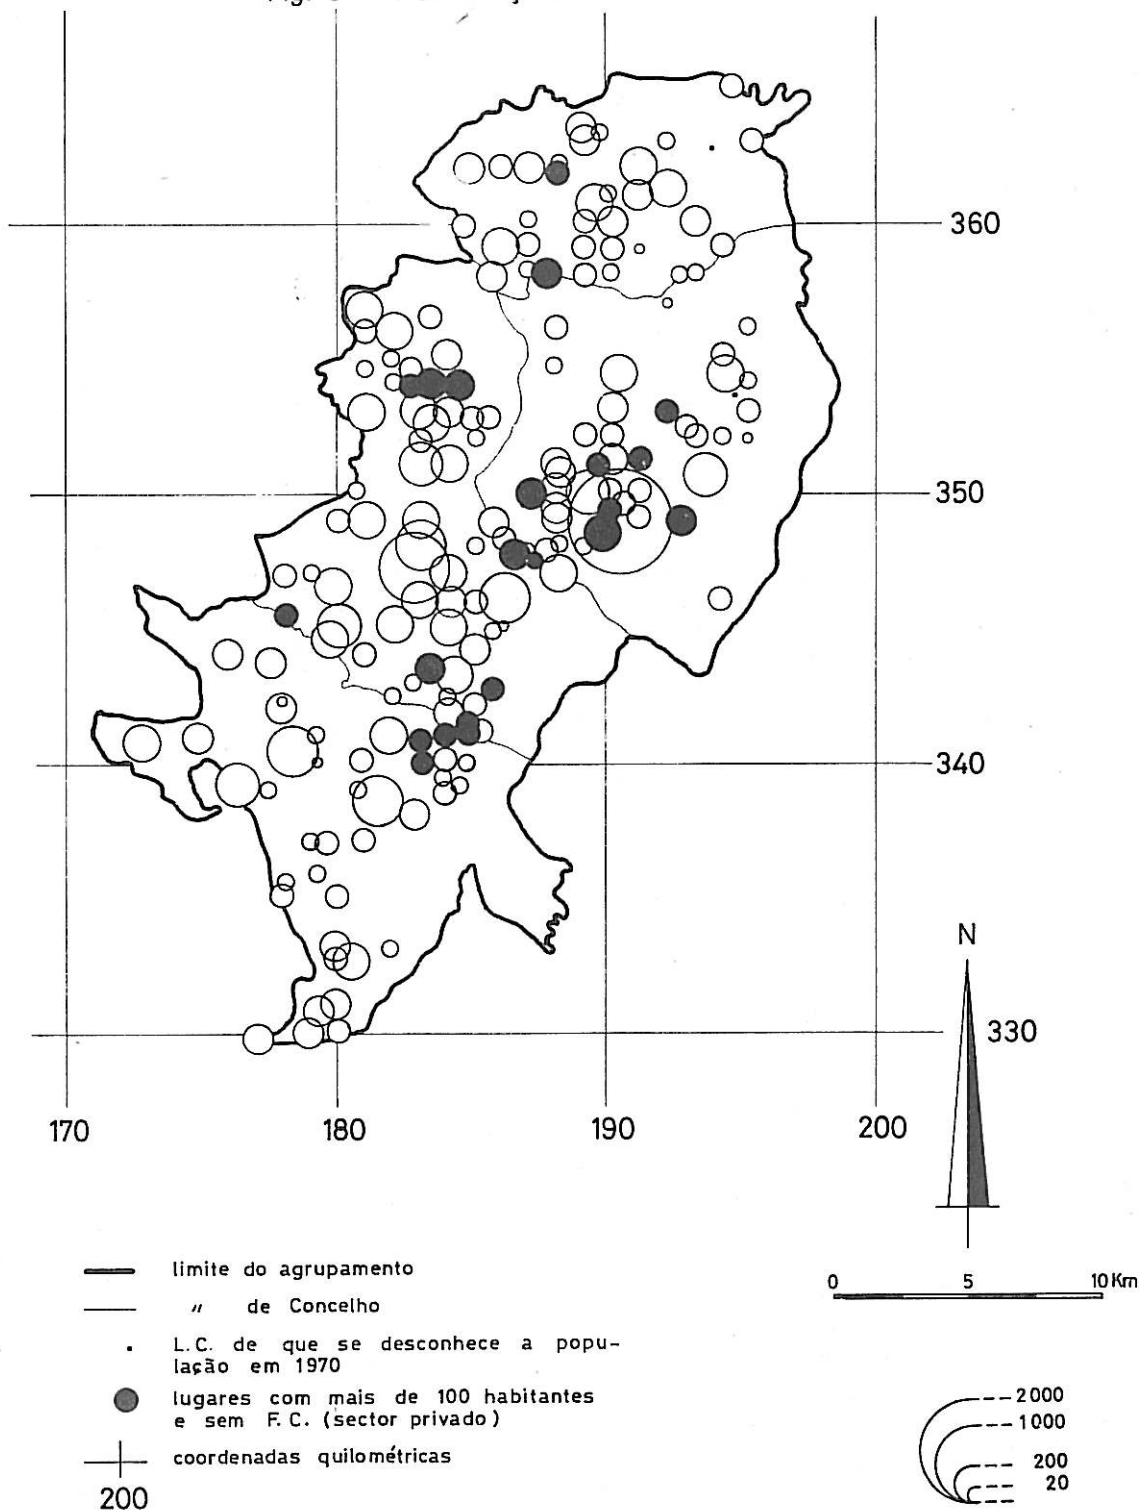 360
350
340
N
330
170
180
190
200
limite do agrupamento
" de Concelho
0 5 10 Km
L.C. de que se desconhece a popu-
lação em 1970
lugares com mais de 100 habitantes
e sem F.C. (sector privado)
2000
1000
coordenadas quilométricas
200
20
200